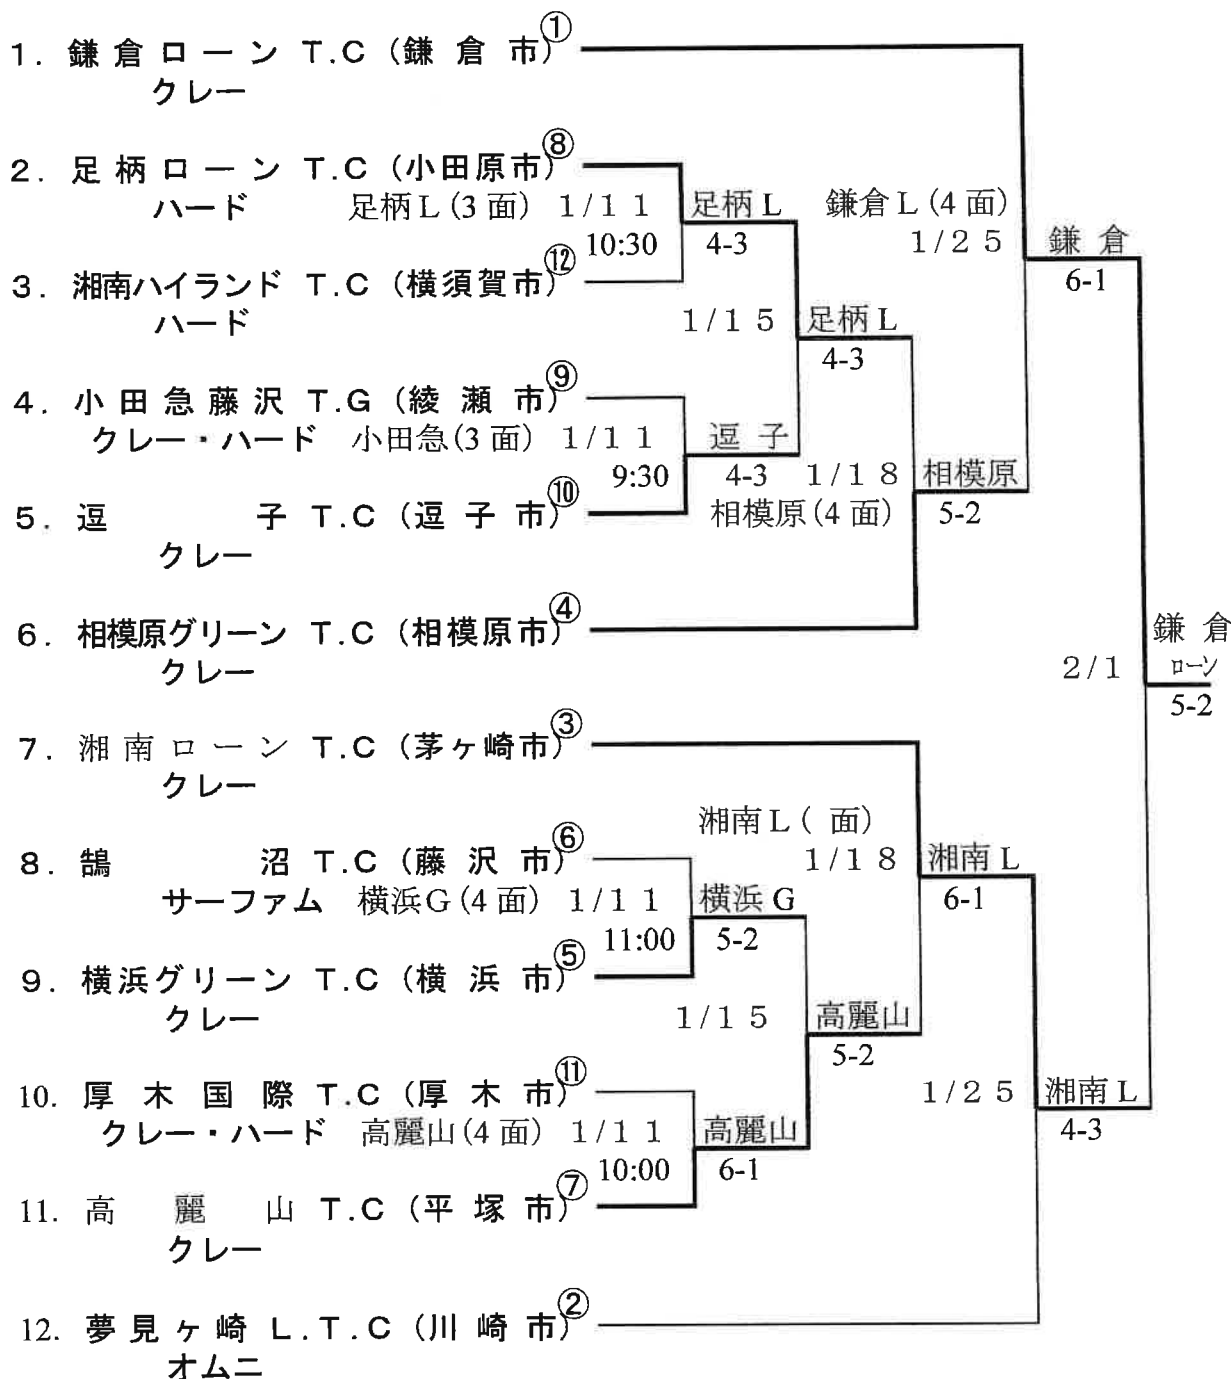 1. 鎌倉ローン T.C (鎌倉市) ①
クレー
2. 足柄ローン T.C (小田原市) ⑧
ハード 足柄L(3面) 1/11 足柄L 鎌倉L(4面)
10:30 4-3 1/25 鎌倉
3. 湘南ハイランド T.C (横須賀市) ⑫ 6-1
ハード 1/15 足柄L
4-3
4. 小田急藤沢 T.G (綾瀬市) ⑨
クレー・ハード 小田急(3面) 1/11 逗子
9:30 4-3 1/18 相模原
5. 逗子 T.C (逗子市) ⑩ 相模原(4面) 5-2
クレー
6. 相模原グリーン T.C (相模原市) ④ 鎌倉
クレー 2/1 ローン
5-2
7. 湘南ローン T.C (茅ヶ崎市) ③
クレー
湘南L( 面)
8. 鵠沼 T.C (藤沢市) ⑥ 1/18 湘南L
サーファム 横浜G(4面) 1/11 横浜G 6-1
11:00 5-2
9. 横浜グリーン T.C (横浜市) ⑤
クレー 1/15 高麗山
5-2
10. 厚木国際 T.C (厚木市) ⑪ 1/25 湘南L
クレー・ハード 高麗山(4面) 1/11 高麗山 4-3
10:00 6-1
11. 高麗山 T.C (平塚市) ⑦
クレー
12. 夢見ヶ崎 L.T.C (川崎市) ②
オムニ